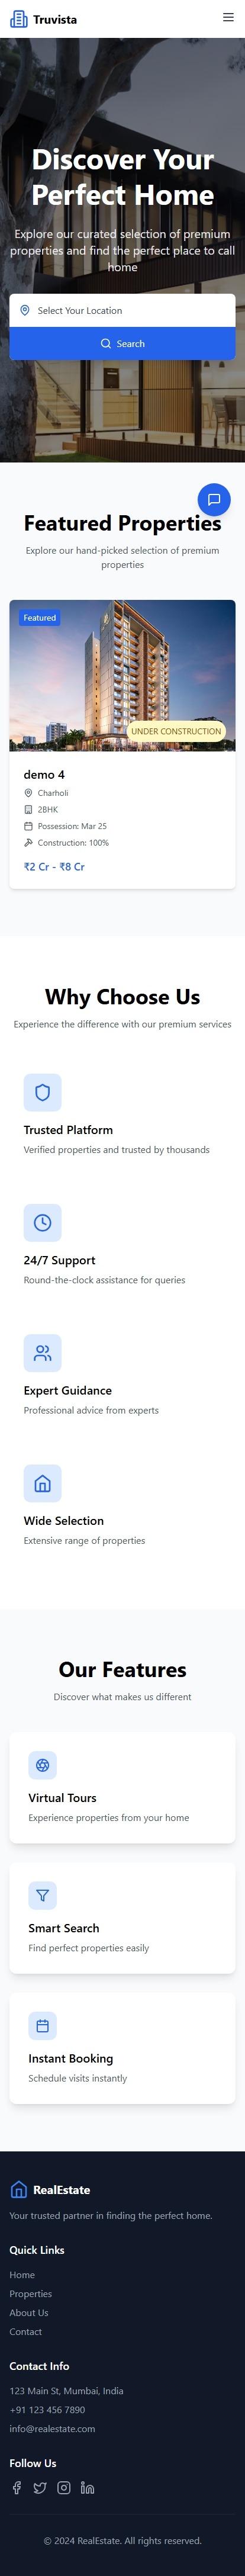 Truvista
Discover Your
Perfect Home
Explore our curated selection of premium
properties and find the perfect place to call
home
Select Your Location
Search
Featured Properties
Explore our hand-picked selection of premium
properties
Featured
UNDER CONSTRUCTION
demo 4
Charholi
2BHK
Possession: Mar 25
Construction: 100%
₹2 Cr - ₹8 Cr
Why Choose Us
Experience the difference with our premium services
Trusted Platform
Verified properties and trusted by thousands
24/7 Support
Round-the-clock assistance for queries
Expert Guidance
Professional advice from experts
Wide Selection
Extensive range of properties
Our Features
Discover what makes us different
Virtual Tours
Experience properties from your home
Smart Search
Find perfect properties easily
Instant Booking
Schedule visits instantly
RealEstate
Your trusted partner in finding the perfect home.
Quick Links
Home
Properties
About Us
Contact
Contact Info
123 Main St, Mumbai, India
+91 123 456 7890
info@realestate.com
Follow Us
© 2024 RealEstate. All rights reserved.